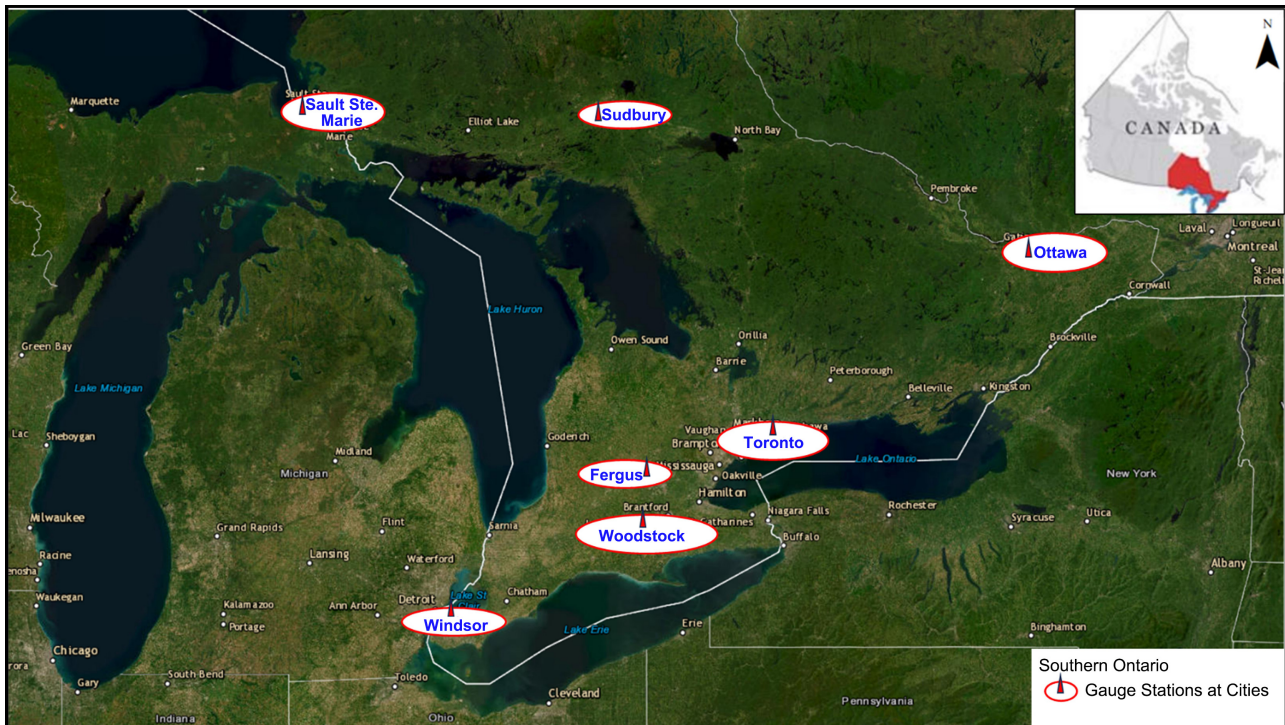 N
CANADA
Marquette
Sault Ste.
Marie
Marie
Elliot Lake
Sudbury
North Bay
Pembroke
Ottawa
Laval
Longueuil
Montreal
Cornwall
Brockville
Kingston
Belleville
Peterborough
Orillia
Barrie
Owen Sound
Lake Huron
Green Bay
Lake Michigan
Sheboygan
Midland
Michigan
Goderich
Vaughan
Toronto
Mississauga
Oakville
Fergus
Hamilton
Lake Ontario
New York
Brantford
Woodstock
Niagara Falls
Rochester
Syracuse
Utica
Buffalo
Albany
Milwaukee
Grand Rapids
Flint
Sarnia
Racine
Lansing
Waterford
Waukegan
Kalamazoo
Portage
Ann Arbor
Detroit
Lake St
Chatham
Windsor
Lake Erie
Erie
Binghamton
Chicago
Gary
South Bend
Toledo
Cleveland
Indiana
Ohio
Pennsylvania
Southern Ontario
Gauge Stations at Cities